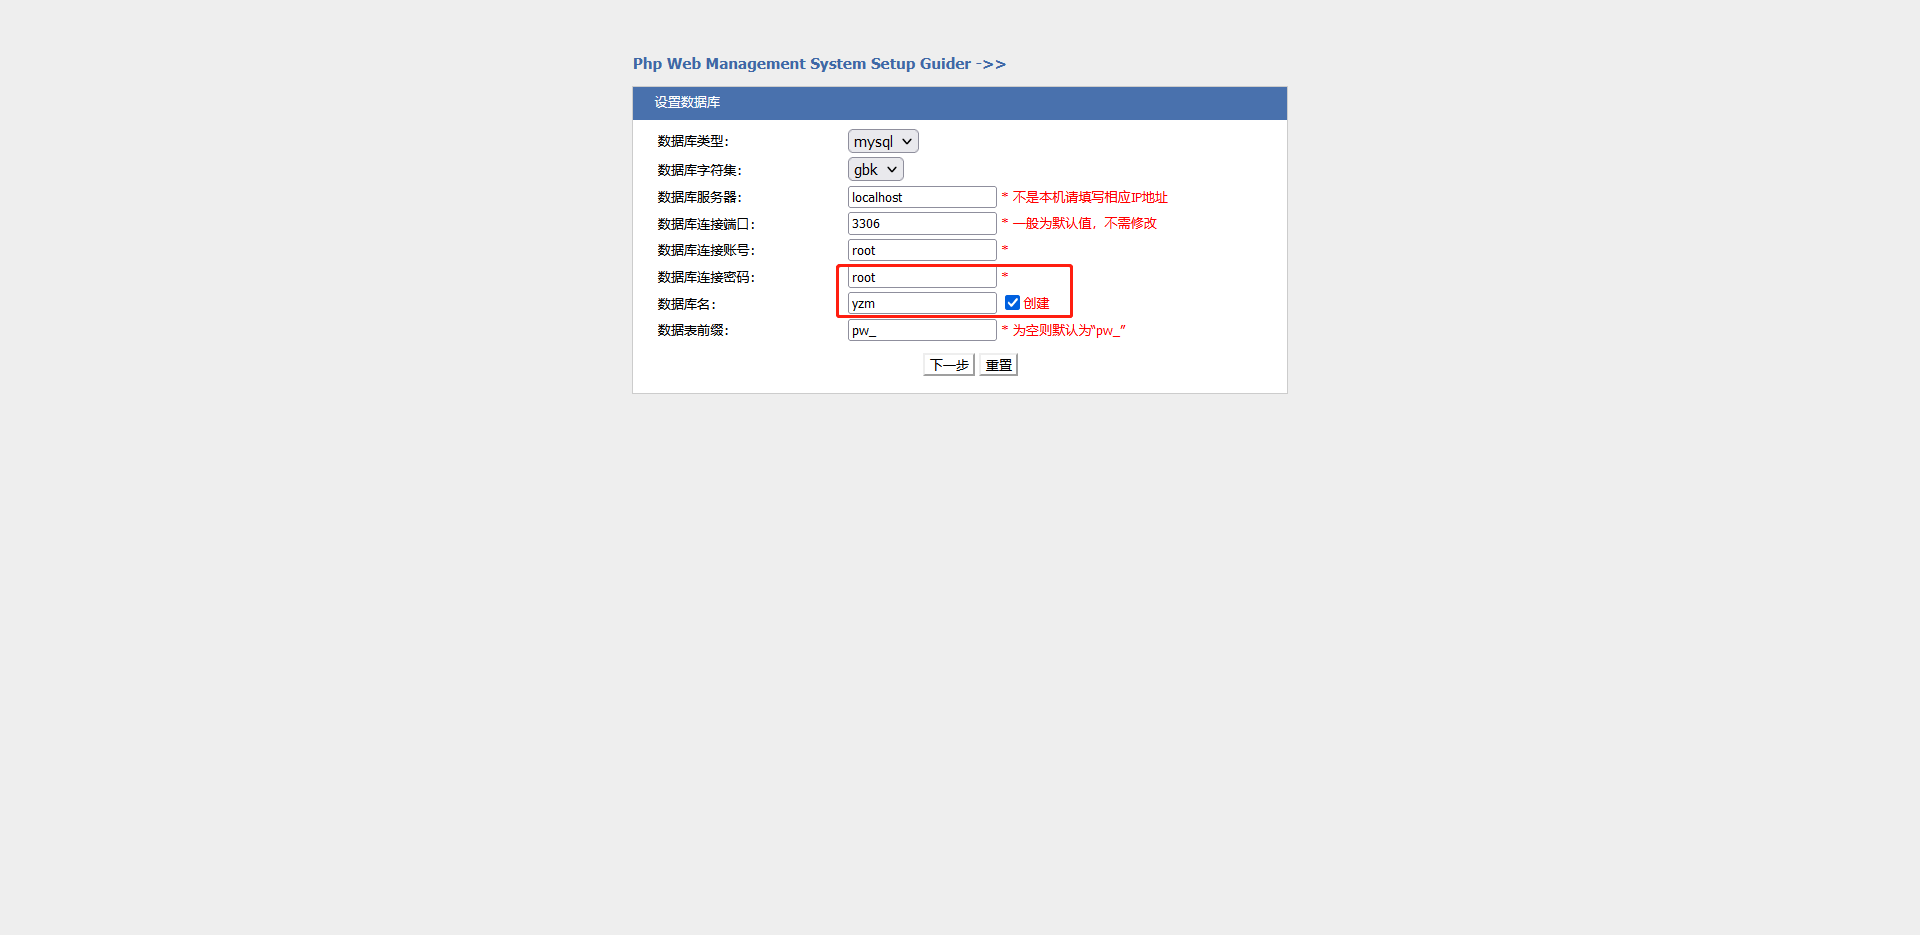 Php Web Management System Setup Guider ->>
设置数据库
数据库类型: mysql
数据库字符集: gbk
数据库服务器: localhost * 不是本机请填写相应IP地址
数据库连接端口: 3306 * 一般为默认值，不需修改
数据库连接账号: root *
数据库连接密码: root *
数据库名: yzm 创建
数据表前缀: pw_ * 为空则默认为“pw_”
下一步 重置